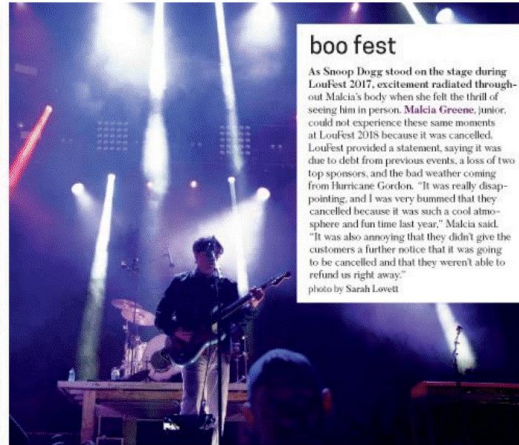 boo fest
As Snoop Dogg stood on the stage during
LouFest 2017, excitement radiated through-
out Malcia's body when she felt the thrill of
seeing him in person. Malcia Greene, junior,
could not experience these same moments
at LouFest 2018 because it was cancelled.
LouFest provided a statement, saying it was
due to debt from previous events, a loss of two
top sponsors, and the bad weather coming
from Hurricane Gordon. "It was really disap-
pointing, and I was very bummed that they
cancelled because it was such a cool atmo-
sphere and fun time last year," Malcia said.
"It was also annoying that they didn't give the
customers a further notice that it was going
to be cancelled and that they weren't able to
refund us right away."
photo by Sarah Lovett